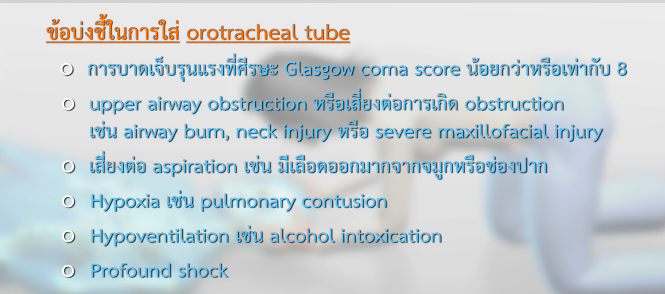 ข้อบ่งชี้ในการใส่ orotracheal tube
o การบาดเจ็บรุนแรงที่ศีรษะ Glasgow coma score น้อยกว่าหรือเท่ากับ 8
o upper airway obstruction หรือเสี่ยงต่อการเกิด obstruction
เช่น airway burn, neck injury หรือ severe maxillofacial injury
o เสี่ยงต่อ aspiration เช่น มีเลือดออกมากจากจมูกหรือช่องปาก
o Hypoxia เช่น pulmonary contusion
o Hypoventilation เช่น alcohol intoxication
o Profound shock